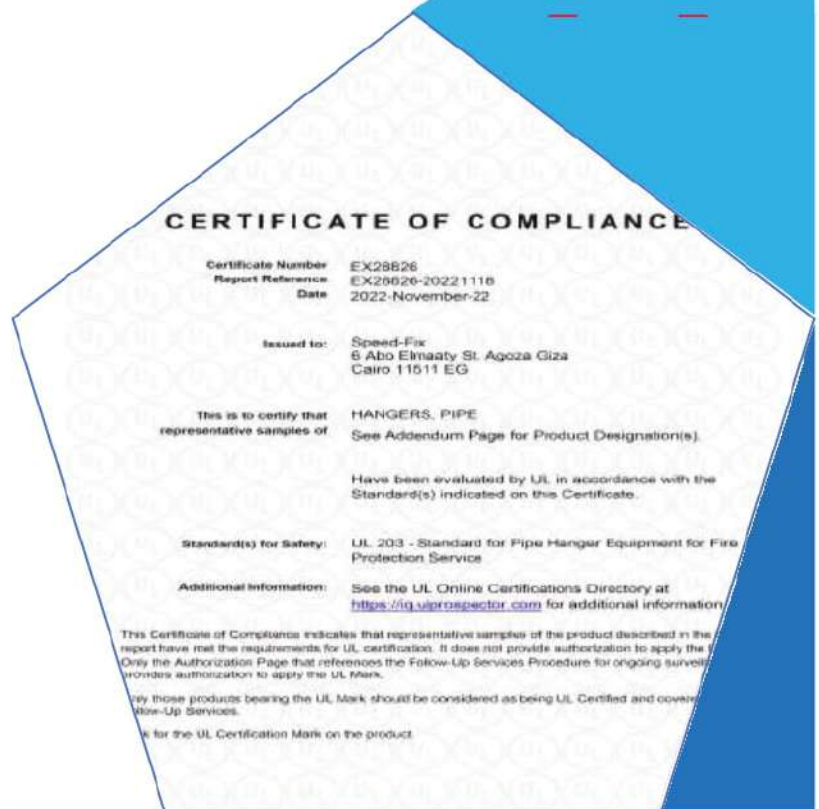 CERTIFICATE OF COMPLIANCE
Certificate Number EX28826
Report Reference EX28826-20221118
Date 2022-November-22
Issued to: Speed-Fix
6 Abo Elmaaty St. Agoza Giza
Cairo 11511 EG
This is to certify that representative samples of HANGERS, PIPE
See Addendum Page for Product Designation(s).
Have been evaluated by UL in accordance with the
Standard(s) indicated on this Certificate.
Standard(s) for Safety: UL 203 - Standard for Pipe Hanger Equipment for Fire
Protection Service
Additional Information: See the UL Online Certifications Directory at
https://iq.ulprospector.com for additional information
This Certificate of Compliance indicates that representative samples of the product described in the
report have met the requirements for UL certification. It does not provide authorization to apply the
Only the Authorization Page that references the Follow-Up Services Procedure for ongoing
provides authorization to apply the UL Mark.
those products bearing the UL Mark should be considered as being UL Certified and
Services.
for the UL Certification Mark on the product